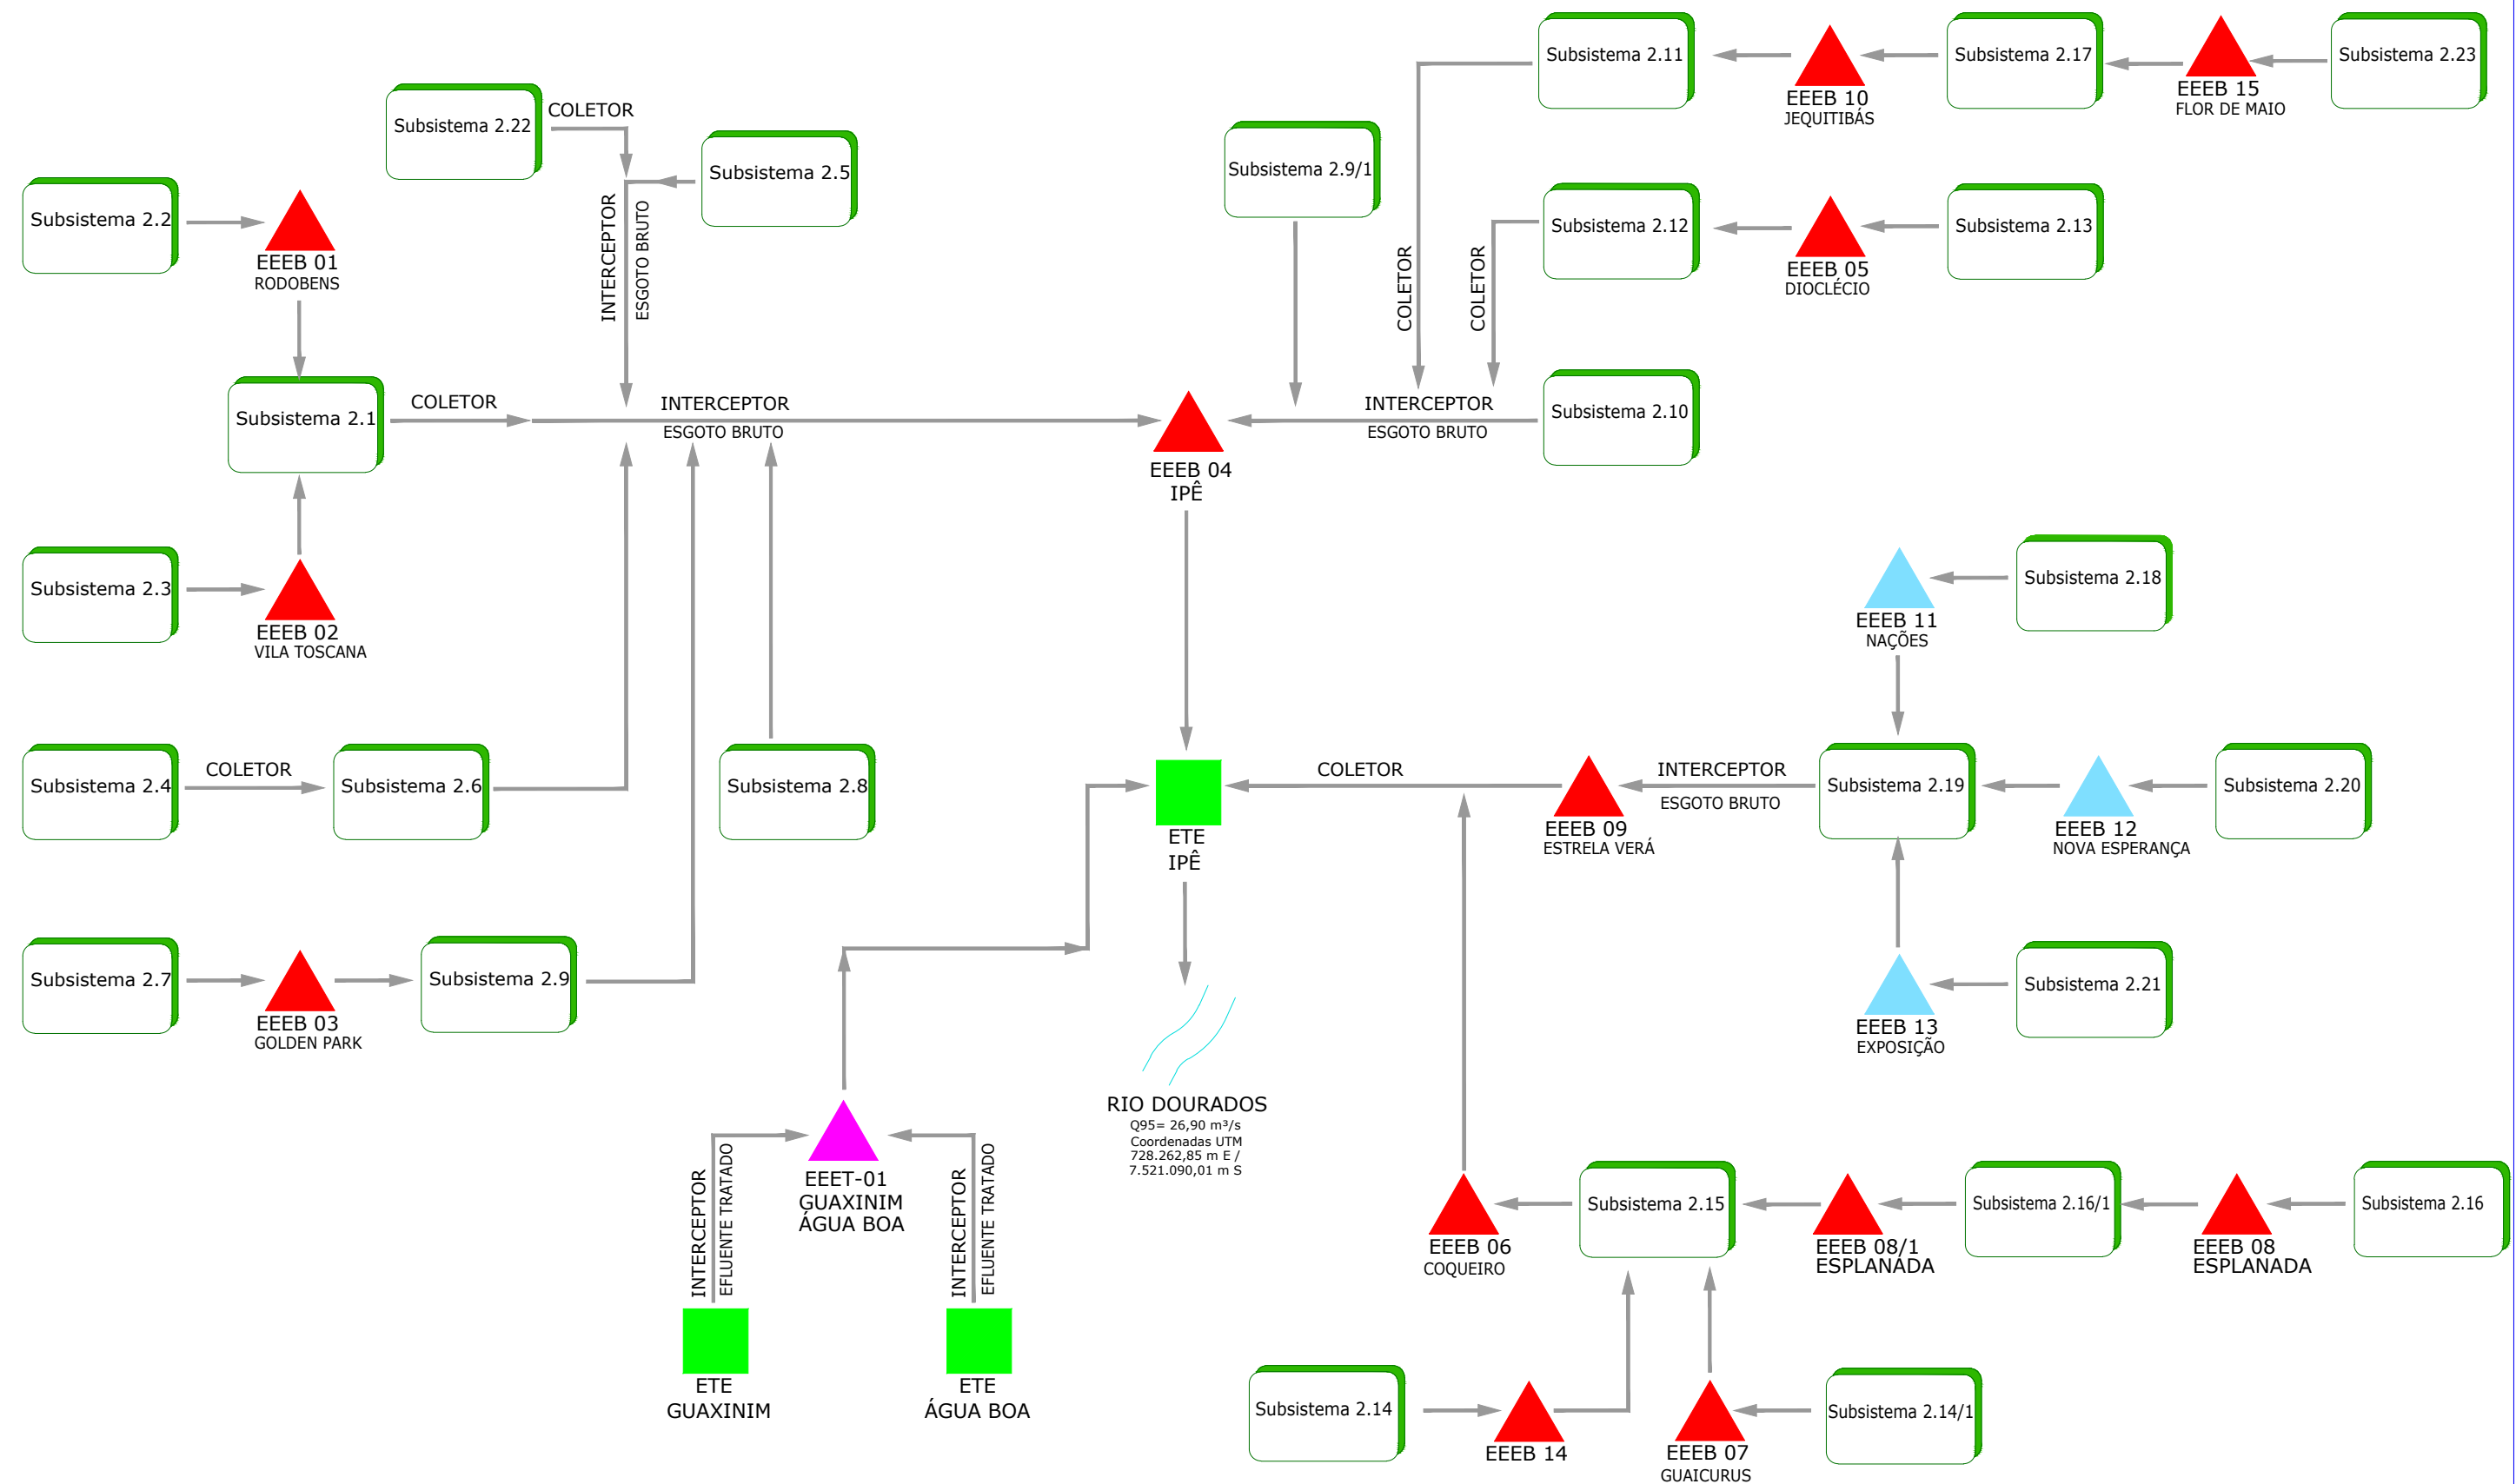 Subsistema 2.11
EEEB 10
JEQUITIBÁS
Subsistema 2.17
EEEB 15
FLOR DE MAIO
Subsistema 2.23
Subsistema 2.22
COLETOR
Subsistema 2.5
Subsistema 2.9/1
Subsistema 2.2
EEEB 01
RODOBENS
INTERCEPTOR
ESGOTO BRUTO
COLETOR
COLETOR
Subsistema 2.12
EEEB 05
DIOCLÉCIO
Subsistema 2.13
Subsistema 2.1
COLETOR
INTERCEPTOR
ESGOTO BRUTO
EEEB 04
IPÊ
INTERCEPTOR
ESGOTO BRUTO
Subsistema 2.10
Subsistema 2.3
EEEB 02
VILA TOSCANA
EEEB 11
NAÇÕES
Subsistema 2.18
Subsistema 2.4
COLETOR
Subsistema 2.6
Subsistema 2.8
ETE
IPÊ
COLETOR
EEEB 09
ESTRELA VERÁ
INTERCEPTOR
ESGOTO BRUTO
Subsistema 2.19
EEEB 12
NOVA ESPERANÇA
Subsistema 2.20
Subsistema 2.7
EEEB 03
GOLDEN PARK
Subsistema 2.9
EEEB 13
EXPOSIÇÃO
Subsistema 2.21
RIO DOURADOS
Q95= 26,90 m³/s
Coordenadas UTM
728.262,85 m E /
7.521.090,01 m S
INTERCEPTOR
EFLUENTE TRATADO
EEET-01
GUAXINIM
ÁGUA BOA
INTERCEPTOR
EFLUENTE TRATADO
EEEB 06
COQUEIRO
Subsistema 2.15
EEEB 08/1
ESPLANADA
Subsistema 2.16/1
EEEB 08
ESPLANADA
Subsistema 2.16
ETE
GUAXINIM
ETE
ÁGUA BOA
Subsistema 2.14
EEEB 14
EEEB 07
GUAICURUS
Subsistema 2.14/1